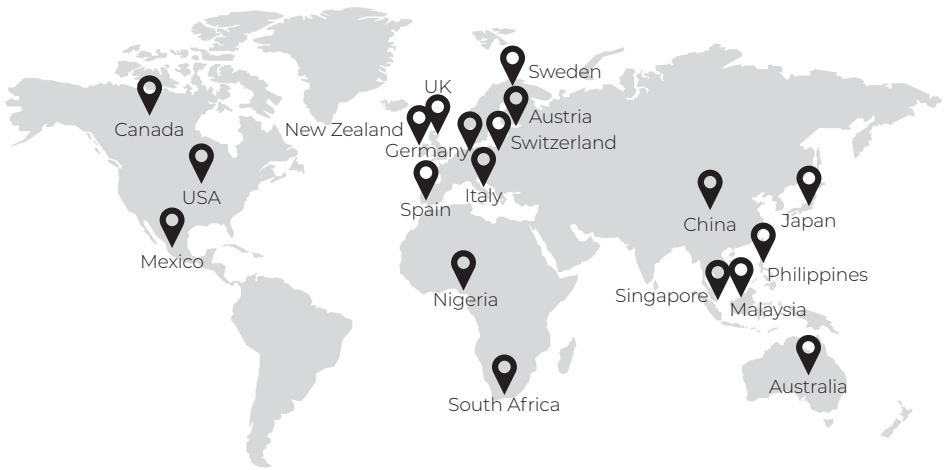 Sweden
UK
Austria
Canada
New Zealand
Switzerland
Germany
USA
Italy
Spain
China
Japan
Mexico
Philippines
Nigeria
Singapore
Malaysia
Australia
South Africa